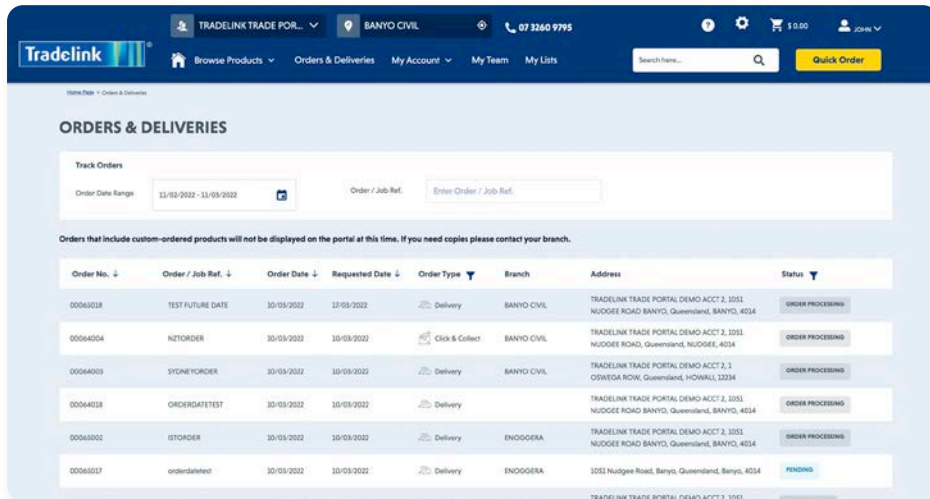 TRADELINK TRADE POR... BANYO CIVIL 07 3260 9795 $ 0.00 JOHN
Tradelink
Browse Products Orders & Deliveries My Account My Team My Lists Search here... Quick Order
Home Page > Orders & Deliveries
ORDERS & DELIVERIES
Track Orders
Order Date Range 11/02/2022 - 11/03/2022 Order / Job Ref. Enter Order / Job Ref.
Orders that include custom-ordered products will not be displayed on the portal at this time. If you need copies please contact your branch.
Order No. Order / Job Ref. Order Date Requested Date Order Type Branch Address Status
00065018 TEST FUTURE DATE 10/03/2022 17/03/2022 Delivery BANYO CIVIL TRADELINK TRADE PORTAL DEMO ACCT 2, 1051 ORDER PROCESSING
NUDGEE ROAD BANYO, Queensland, BANYO, 4014
00064004 NZTORDER 10/03/2022 10/03/2022 Click & Collect BANYO CIVIL TRADELINK TRADE PORTAL DEMO ACCT 2, 1051 ORDER PROCESSING
NUDGEE ROAD, Queensland, NUDGEE, 4014
00064003 SYDNEYORDER 10/03/2022 10/03/2022 Delivery BANYO CIVIL TRADELINK TRADE PORTAL DEMO ACCT 2, 1 ORDER PROCESSING
OSWEGA ROW, Queensland, HOWALI, 12234
00064018 ORDERDATETEST 10/03/2022 10/03/2022 Delivery TRADELINK TRADE PORTAL DEMO ACCT 2, 1051 ORDER PROCESSING
NUDGEE ROAD BANYO, Queensland, BANYO, 4014
00065002 ISTORDER 10/03/2022 10/03/2022 Delivery ENOGGERA TRADELINK TRADE PORTAL DEMO ACCT 2, 1051 ORDER PROCESSING
NUDGEE ROAD BANYO, Queensland, BANYO, 4014
00065017 orderdatetest 10/03/2022 10/03/2022 Delivery ENOGGERA 1051 Nudgee Road, Banyo, Queensland, Banyo, 4014 PENDING
TRADELINK TRADE PORTAL DEMO ACCT 2, 1051